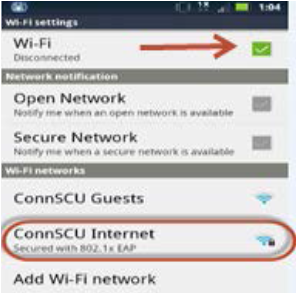 1:04
Wi-Fi settings
Wi-Fi
Disconnected
Network notification
Open Network
Notify me when an open network is available
Secure Network
Notify me when a secure network is available
Wi-Fi networks
ConnSCU Guests
ConnSCU Internet
Secured with 802.1x EAP
Add Wi-Fi network